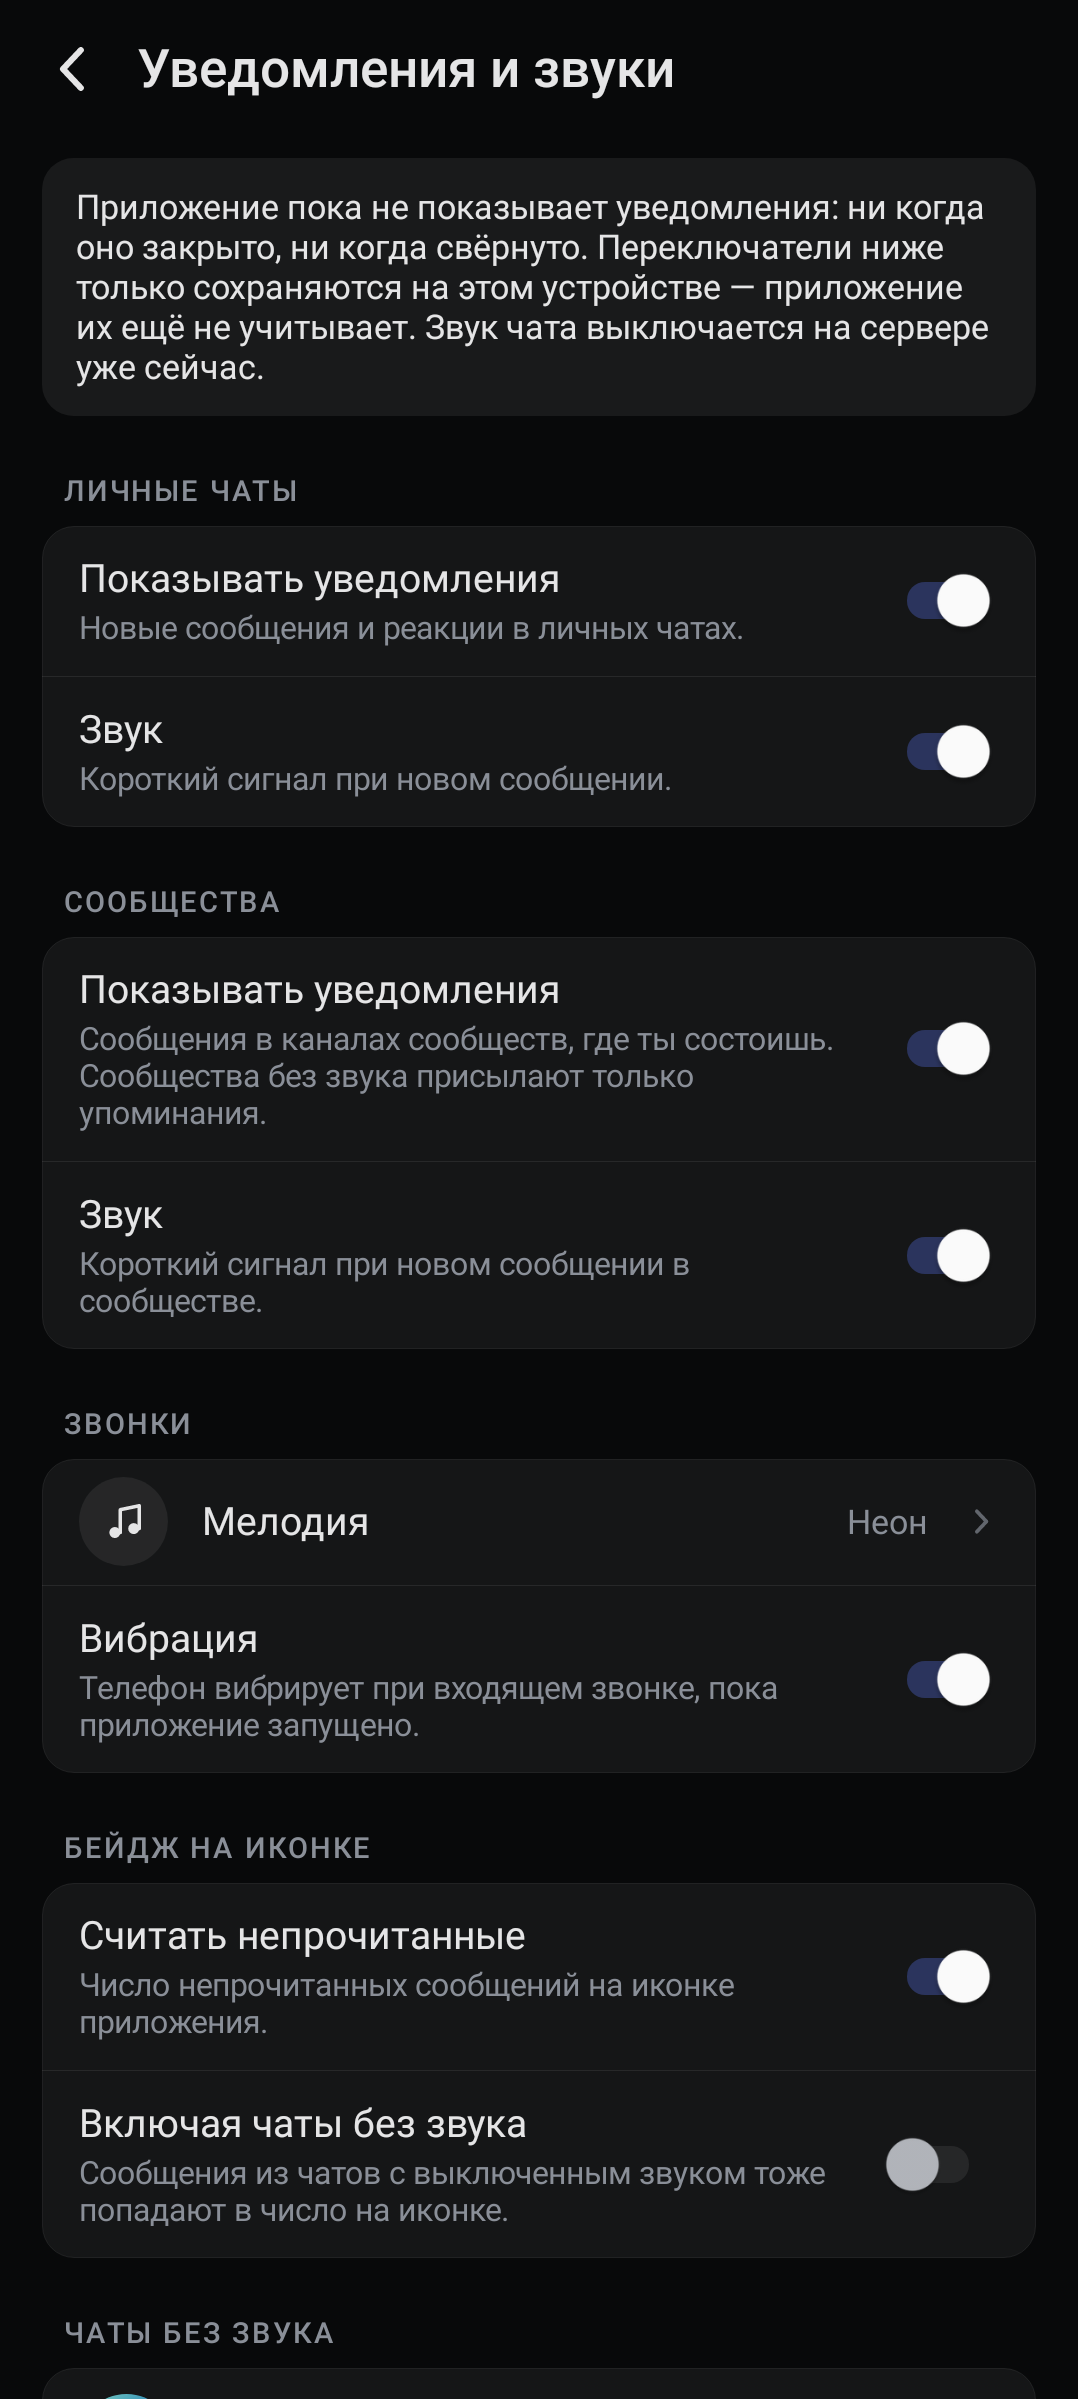 Уведомления и звуки
Приложение пока не показывает уведомления: ни когда
оно закрыто, ни когда свёрнуто. Переключатели ниже
только сохраняются на этом устройстве — приложение
их ещё не учитывает. Звук чата выключается на сервере
уже сейчас.
ЛИЧНЫЕ ЧАТЫ
Показывать уведомления
Новые сообщения и реакции в личных чатах.
Звук
Короткий сигнал при новом сообщении.
СООБЩЕСТВА
Показывать уведомления
Сообщения в каналах сообществ, где ты состоишь.
Сообщества без звука присылают только
упоминания.
Звук
Короткий сигнал при новом сообщении в
сообществе.
ЗВОНКИ
Мелодия
Неон
Вибрация
Телефон вибрирует при входящем звонке, пока
приложение запущено.
БЕЙДЖ НА ИКОНКЕ
Считать непрочитанные
Число непрочитанных сообщений на иконке
приложения.
Включая чаты без звука
Сообщения из чатов с выключенным звуком тоже
попадают в число на иконке.
ЧАТЫ БЕЗ ЗВУКА